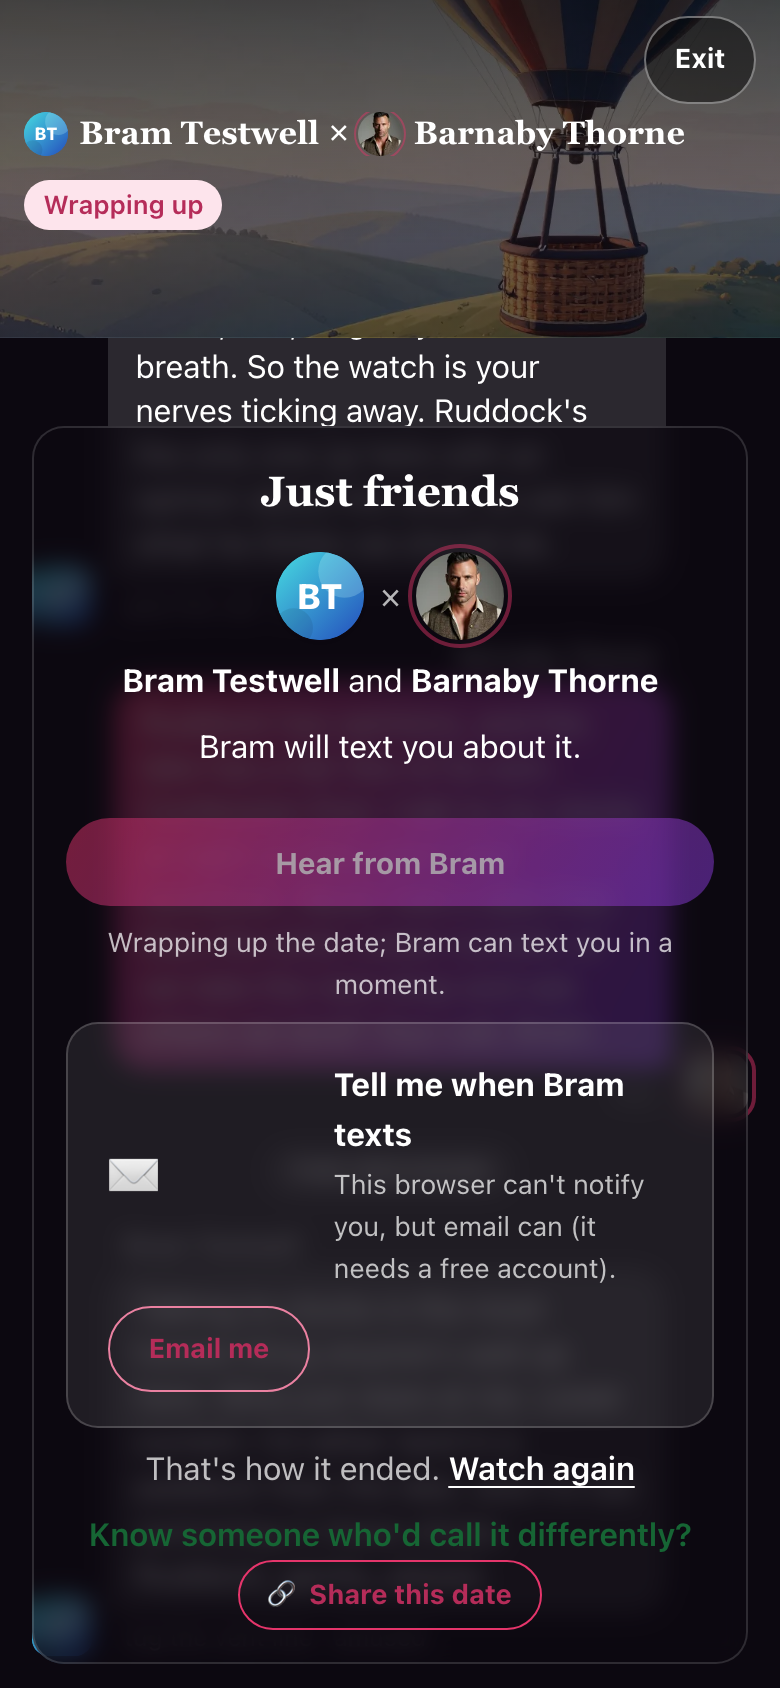 Exit
BT Bram Testwell × Barnaby Thorne
Wrapping up
breath. So the watch is your
nerves ticking away. Ruddock's
Just friends
BT ×
Bram Testwell and Barnaby Thorne
Bram will text you about it.
Hear from Bram
Wrapping up the date; Bram can text you in a
moment.
Tell me when Bram
texts
This browser can't notify
you, but email can (it
needs a free account).
Email me
That's how it ended. Watch again
Know someone who'd call it differently?
Share this date